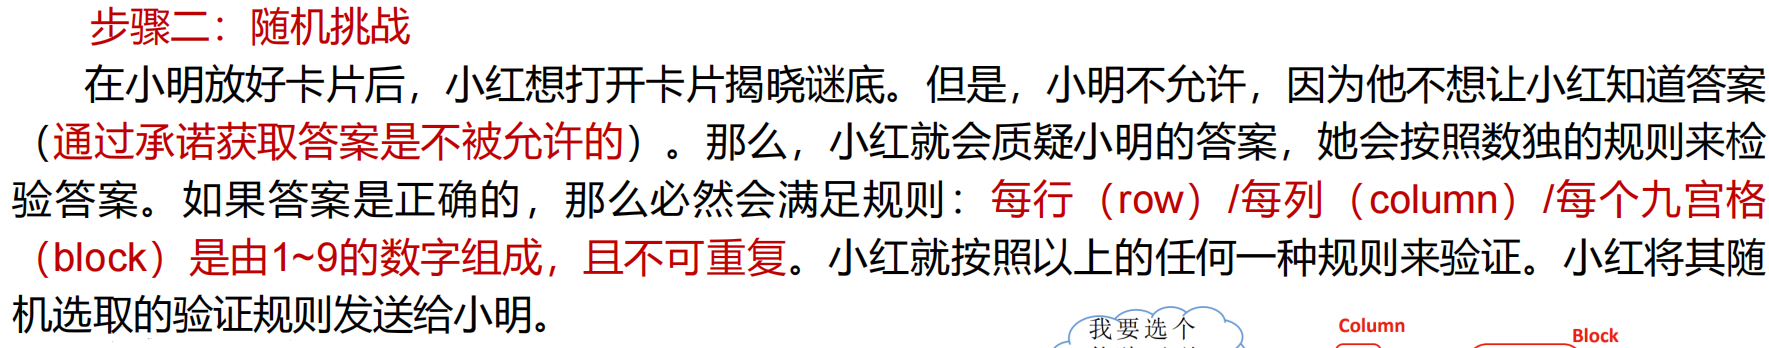 步骤二：随机挑战
在小明放好卡片后，小红想打开卡片揭晓谜底。但是，小明不允许，因为他不想让小红知道答案
（通过承诺获取答案是不被允许的）。那么，小红就会质疑小明的答案，她会按照数独的规则来检
验答案。如果答案是正确的，那么必然会满足规则：每行（row）/每列（column）/每个九宫格
（block）是由1~9的数字组成，且不可重复。小红就按照以上的任何一种规则来验证。小红将其随
机选取的验证规则发送给小明。
我要选个
Column
Block